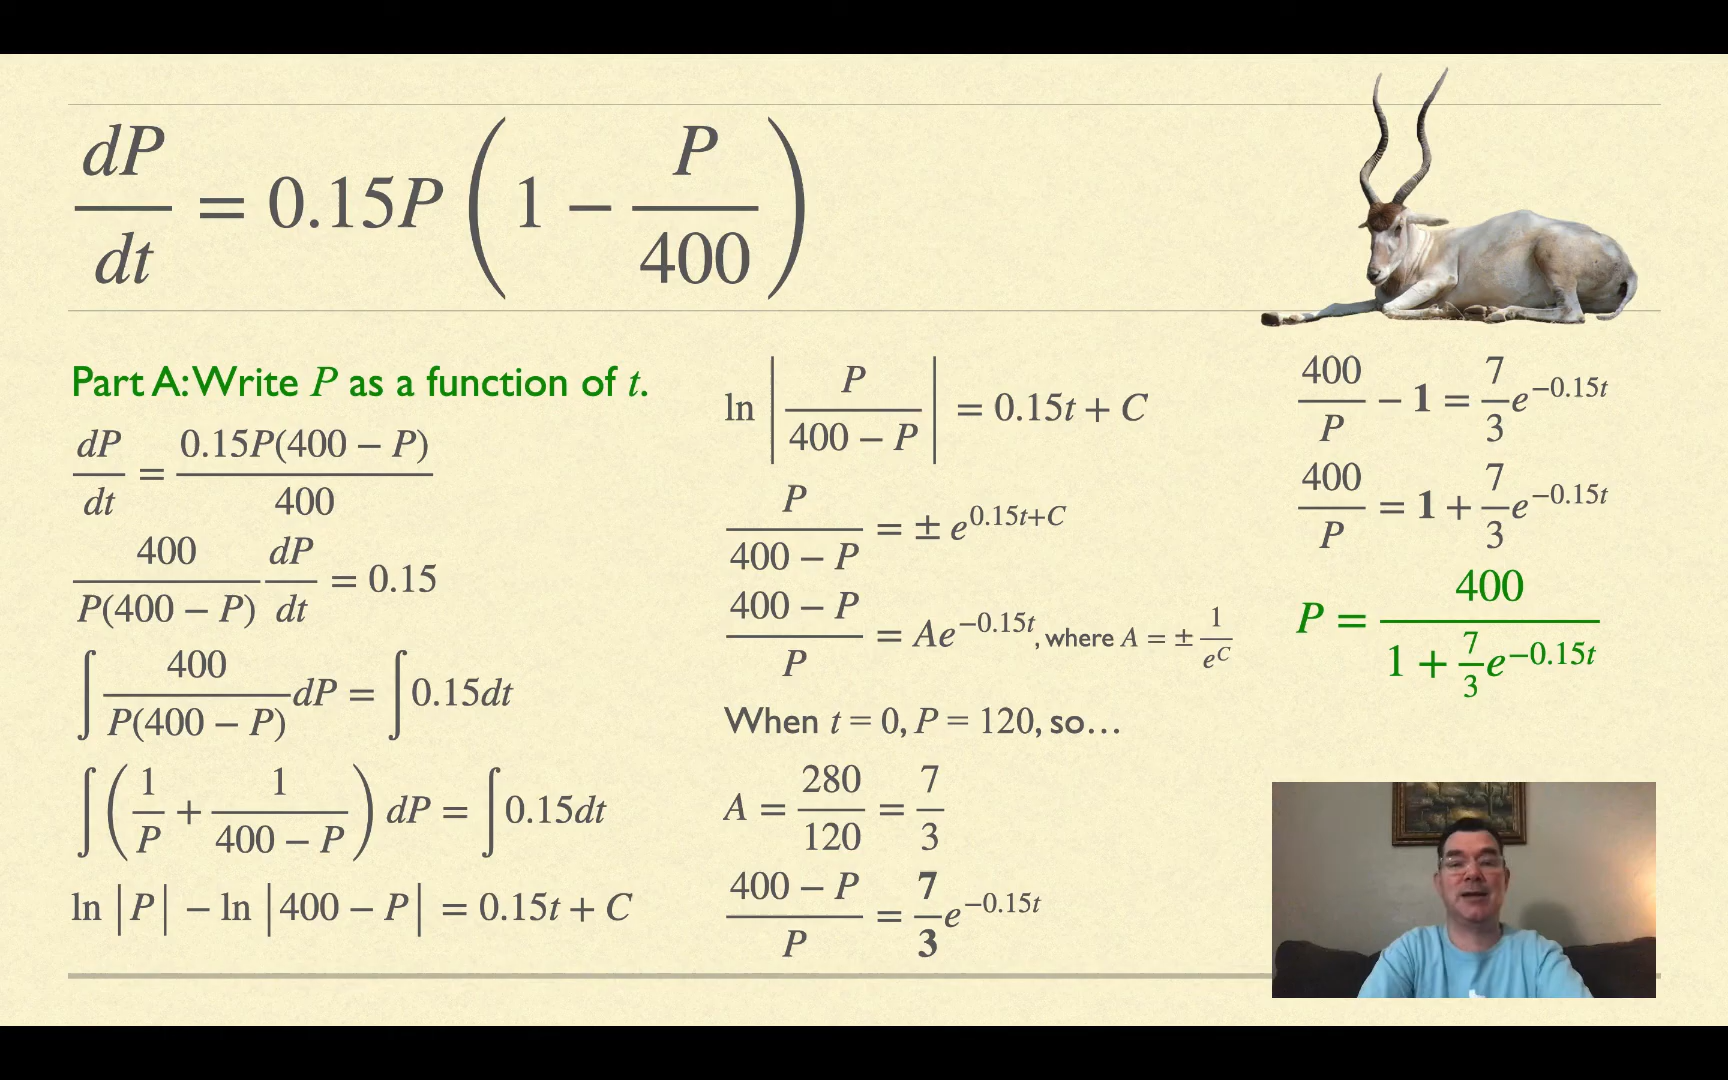 dP/dt = 0.15P (1 − P/400)
Part A: Write P as a function of t.
dP/dt = 0.15P(400 − P)/400
400/P(400 − P) dP/dt = 0.15
∫ 400/P(400 − P) dP = ∫ 0.15dt
∫ (1/P + 1/400 − P) dP = ∫ 0.15dt
ln |P| − ln |400 − P| = 0.15t + C
ln |P/400 − P| = 0.15t + C
P/400 − P = ± e^0.15t+C
400 − P/P = Ae^−0.15t, where A = ± 1/e^C
When t = 0, P = 120, so…
A = 280/120 = 7/3
400 − P/P = 7/3 e^−0.15t
400/P − 1 = 7/3 e^−0.15t
400/P = 1 + 7/3 e^−0.15t
P = 400/1 + 7/3 e^−0.15t